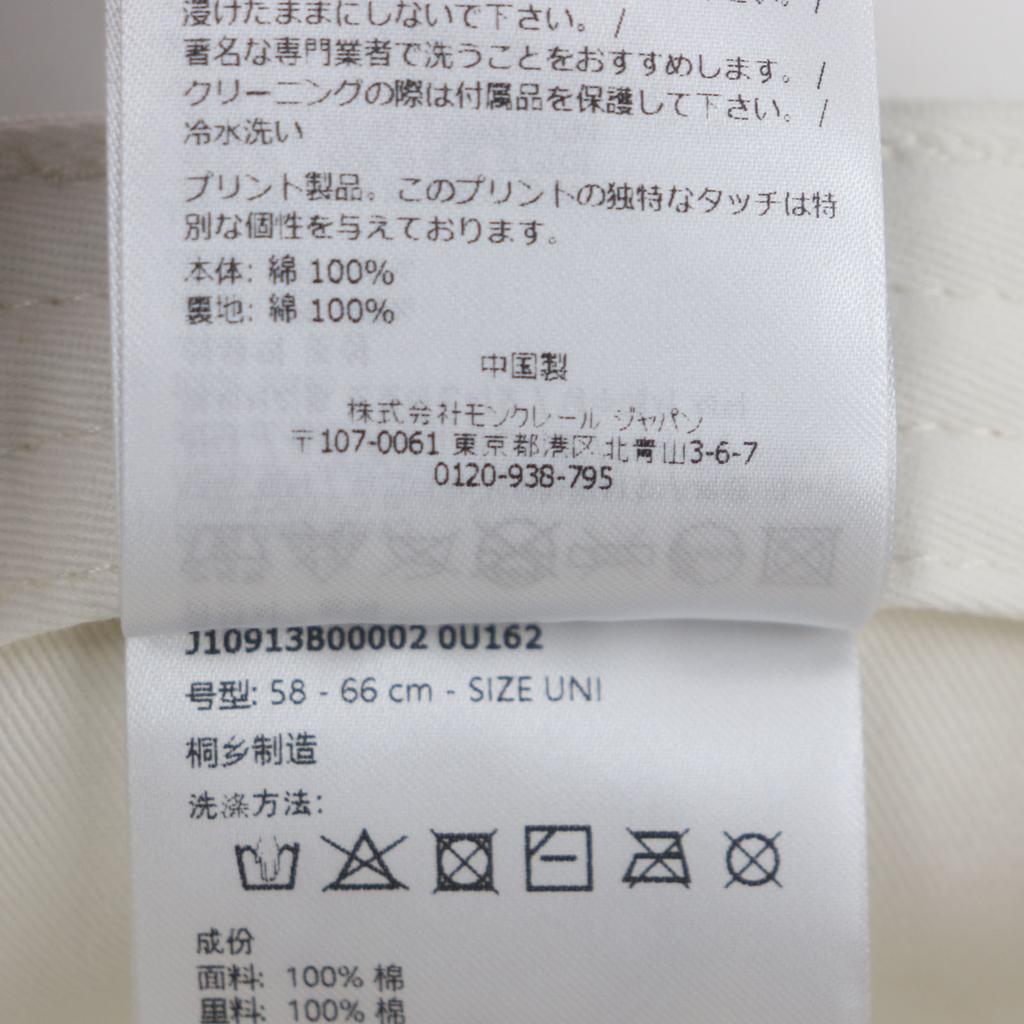 浸けたままにしないで下さい。 /
著名な専門業者で洗うことをおすすめします。 /
クリーニングの際は付属品を保護して下さい。 /
冷水洗い
プリント製品。このプリントの独特なタッチは特
別な個性を与えております。
本体: 綿 100%
裏地: 綿 100%
中国製
株式会社モンクレール ジャパン
〒107-0061 東京都港区 北青山3-6-7
0120-938-795
J10913B00002 0U162
号型: 58 - 66 cm - SIZE UNI
桐乡制造
洗涤方法:
成份
面料: 100% 棉
里料: 100% 棉